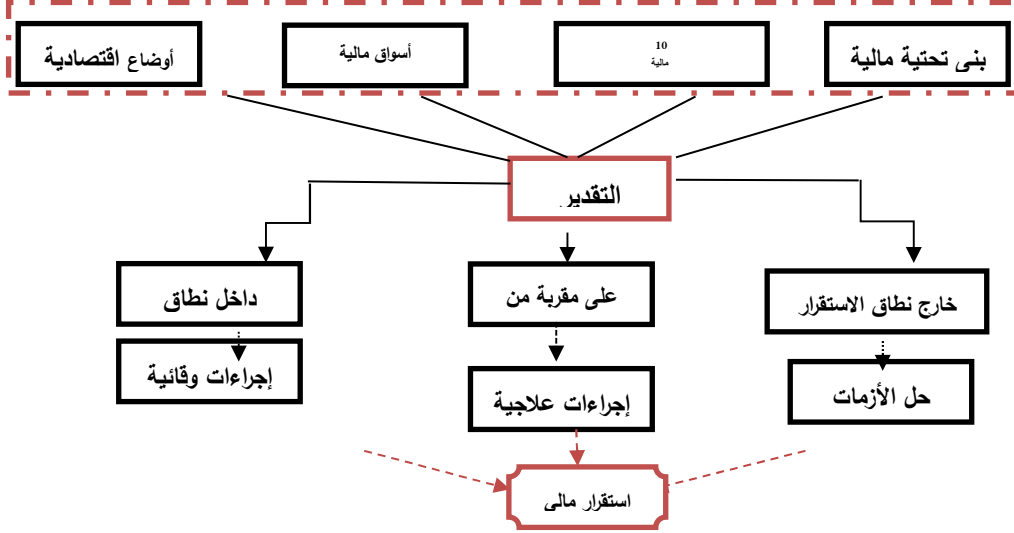 بنى تحتية مالية
10
مالية
أسواق مالية
أوضاع اقتصادية
التقدير
خارج نطاق الاستقرار
على مقربة من
داخل نطاق
حل الأزمات
إجراءات علاجية
إجراءات وقائية
استقرار مالي